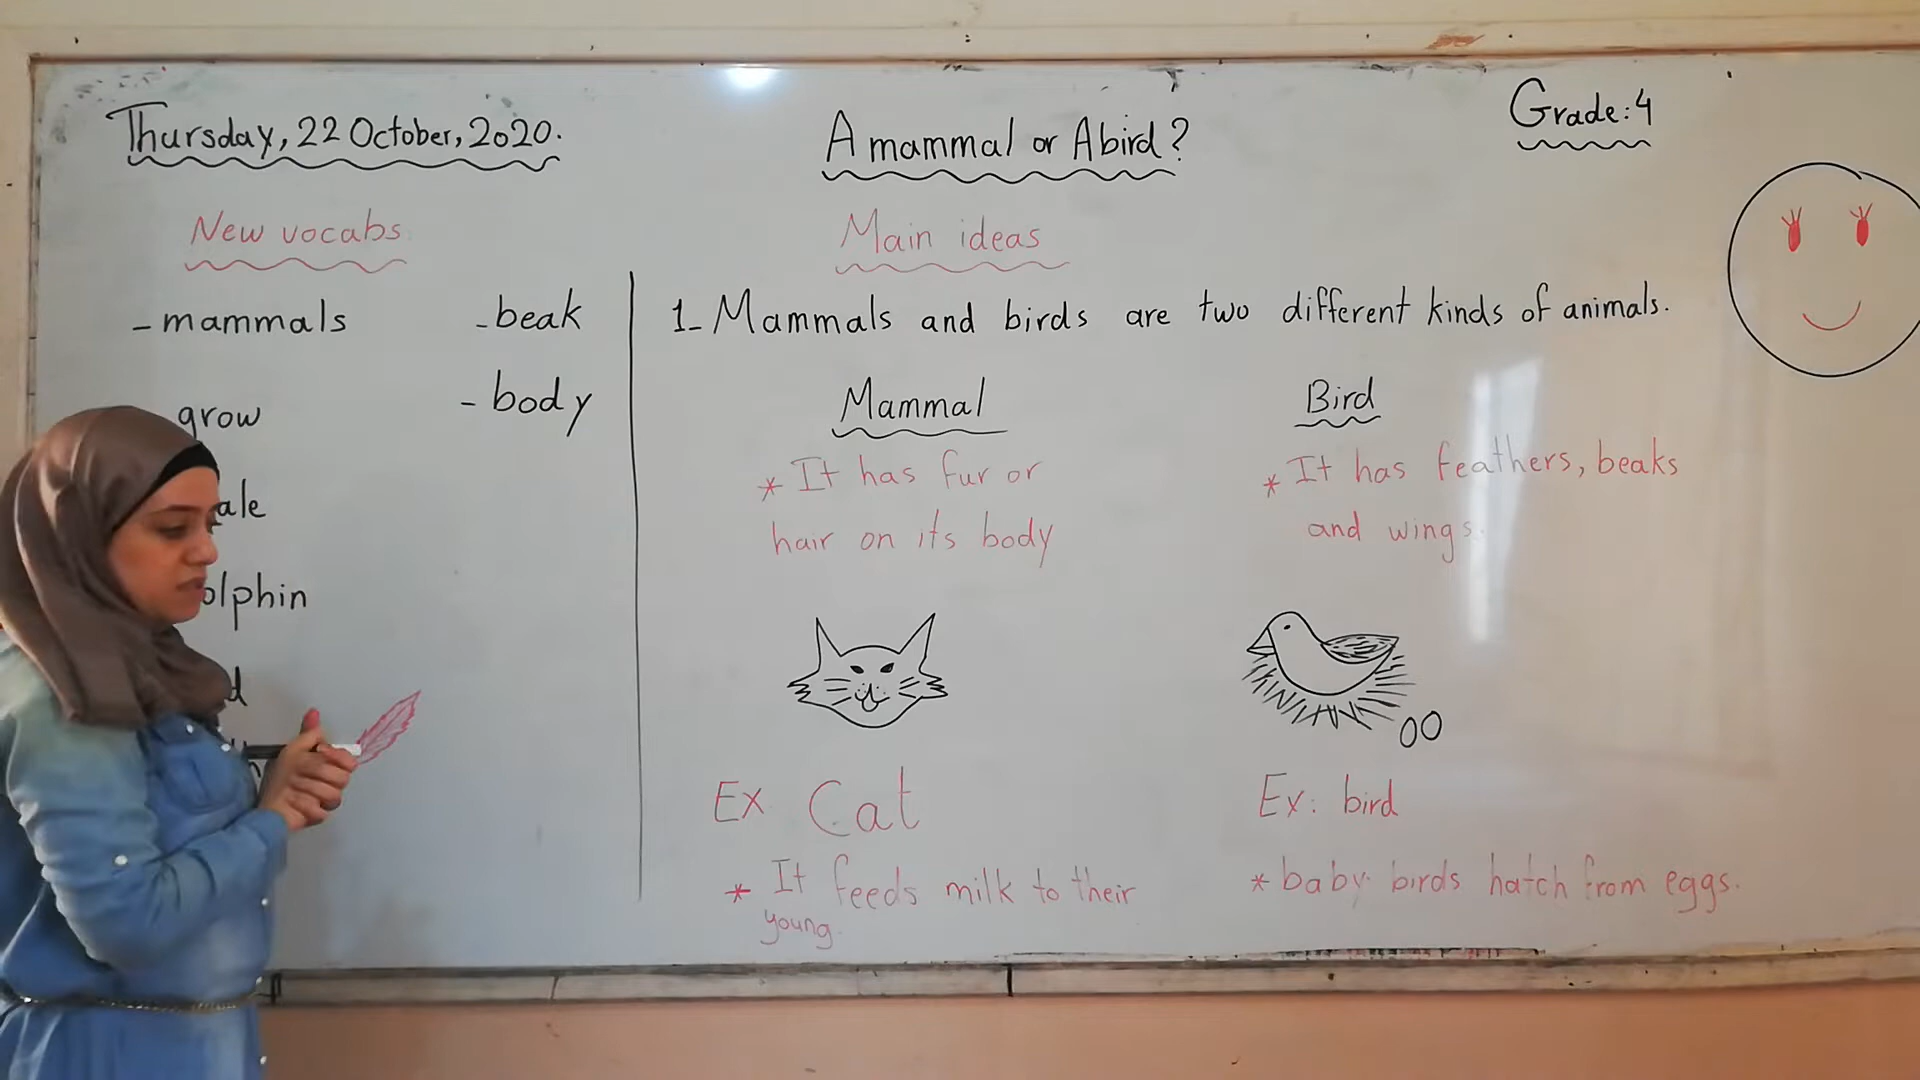 Thursday, 22 October, 2020.
A mammal or A bird?
Grade: 4
New vocabs
- mammals
- beak
grow
- body
Main ideas
1- Mammals and birds are two different kinds of animals.
Mammal
* It has fur or
hair on its body
Ex Cat
* It feeds milk to their
young.
Bird
* It has feathers, beaks
and wings.
Ex: bird
* baby birds hatch from eggs.